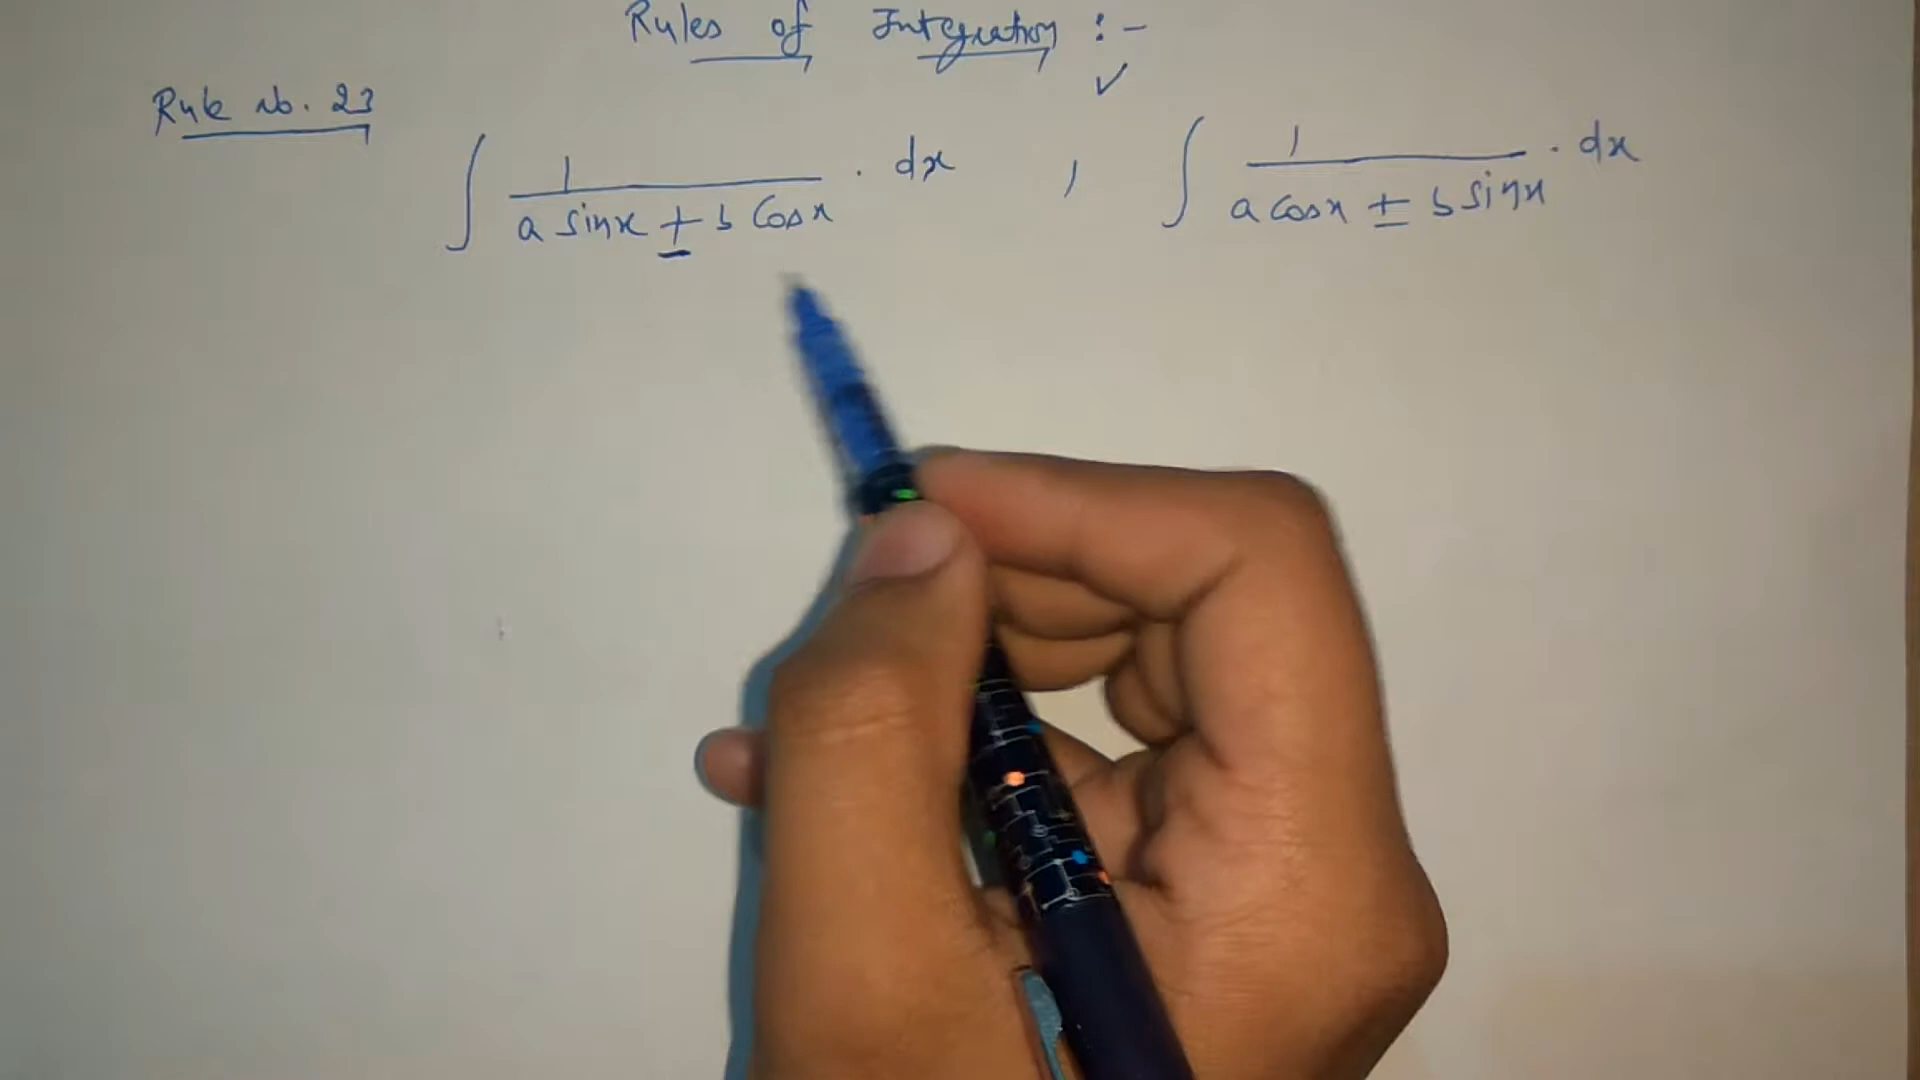 Rules of Integration :-
Rule No. 23
∫ 1/(a sinx ± b Cosx) . dx , ∫ 1/(a cosx ± b sinx) . dx